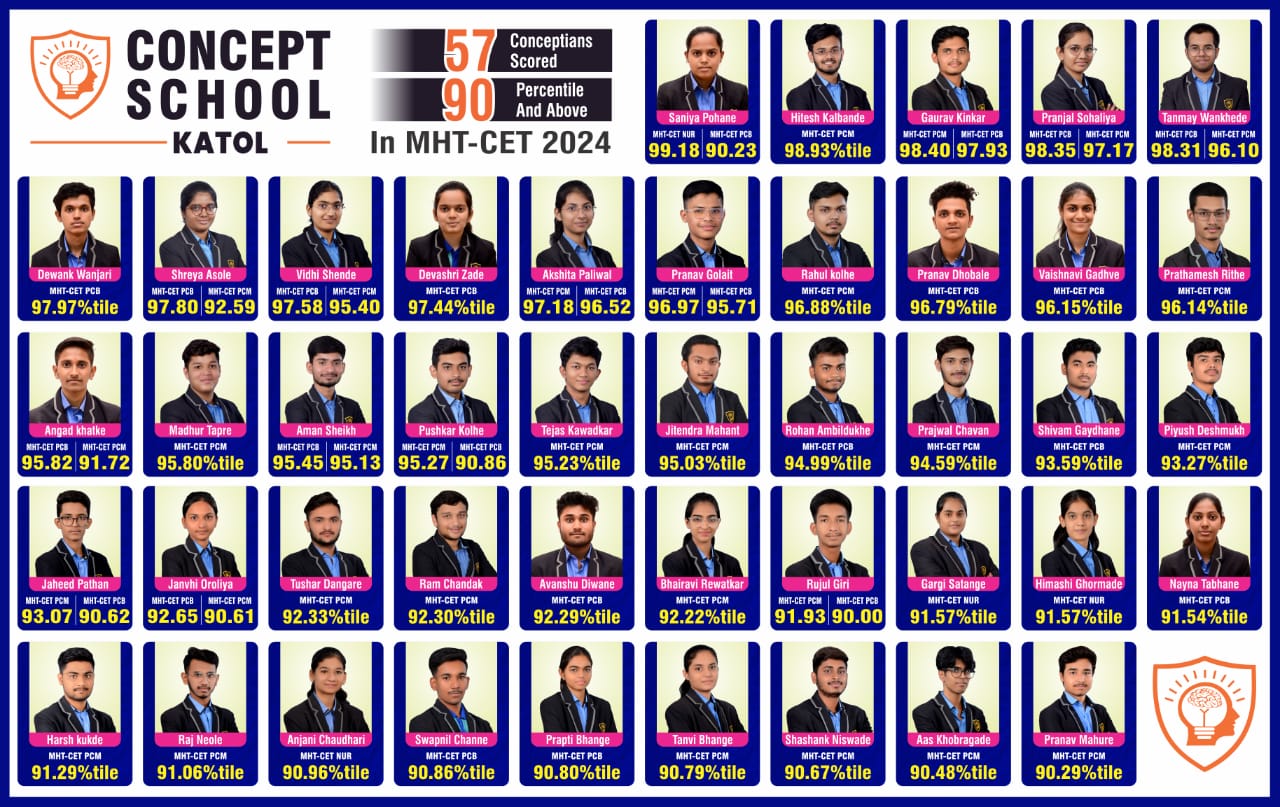 CONCEPT
SCHOOL
KATOL
57 Conceptians Scored
90 Percentile And Above
In MHT-CET 2024
Saniya Pohane
MHT-CET NUR MHT-CET PCB
99.18 90.23
Hitesh Kalbande
MHT-CET PCM
98.93%tile
Gaurav Kinkar
MHT-CET PCM MHT-CET PCB
98.40 97.93
Pranjal Sohaliya
MHT-CET PCB MHT-CET PCM
98.35 97.17
Tanmay Wankhede
MHT-CET PCM MHT-CET PCB
98.31 96.10
Dewank Wanjari
MHT-CET PCB
97.97%tile
Shreya Asole
MHT-CET PCB MHT-CET PCM
97.80 92.59
Vidhi Shende
MHT-CET PCB MHT-CET PCM
97.58 95.40
Devashri Zade
MHT-CET PCB
97.44%tile
Akshita Paliwal
MHT-CET PCB MHT-CET PCM
97.18 96.52
Pranav Golait
MHT-CET PCM MHT-CET PCB
96.97 95.71
Rahul kolhe
MHT-CET PCM
96.88%tile
Pranav Dhobale
MHT-CET PCB
96.79%tile
Vaishnavi Gadhve
MHT-CET PCB
96.15%tile
Prathamesh Rithe
MHT-CET PCM
96.14%tile
Angad khatke
MHT-CET PCB MHT-CET PCM
95.82 91.72
Madhur Tapre
MHT-CET PCM
95.80%tile
Aman Sheikh
MHT-CET PCB MHT-CET PCM
95.45 95.13
Pushkar Kolhe
MHT-CET PCM MHT-CET PCB
95.27 90.86
Tejas Kawadkar
MHT-CET PCM
95.23%tile
Jitendra Mahant
MHT-CET PCM
95.03%tile
Rohan Ambildukhe
MHT-CET PCB
94.99%tile
Prajwal Chavan
MHT-CET PCM
94.59%tile
Shivam Gaydhane
MHT-CET PCB
93.59%tile
Piyush Deshmukh
MHT-CET PCB
93.27%tile
Jaheed Pathan
MHT-CET PCM MHT-CET PCB
93.07 90.62
Janvhi Oroliya
MHT-CET PCB MHT-CET PCM
92.65 90.61
Tushar Dangare
MHT-CET PCM
92.33%tile
Ram Chandak
MHT-CET PCM
92.30%tile
Avanshu Diwane
MHT-CET PCB
92.29%tile
Bhairavi Rewatkar
MHT-CET PCM
92.22%tile
Rujul Giri
MHT-CET PCM MHT-CET PCB
91.93 90.00
Gargi Satange
MHT-CET NUR
91.57%tile
Himashi Ghormade
MHT-CET NUR
91.57%tile
Nayna Tabhane
MHT-CET PCB
91.54%tile
Harsh kukde
MHT-CET PCM
91.29%tile
Raj Neole
MHT-CET PCM
91.06%tile
Anjani Chaudhari
MHT-CET NUR
90.96%tile
Swapnil Channe
MHT-CET PCB
90.86%tile
Prapti Bhange
MHT-CET PCB
90.80%tile
Tanvi Bhange
MHT-CET PCM
90.79%tile
Shashank Niswade
MHT-CET PCB
90.67%tile
Aas Khobragade
MHT-CET PCM
90.48%tile
Pranav Mahure
MHT-CET PCM
90.29%tile